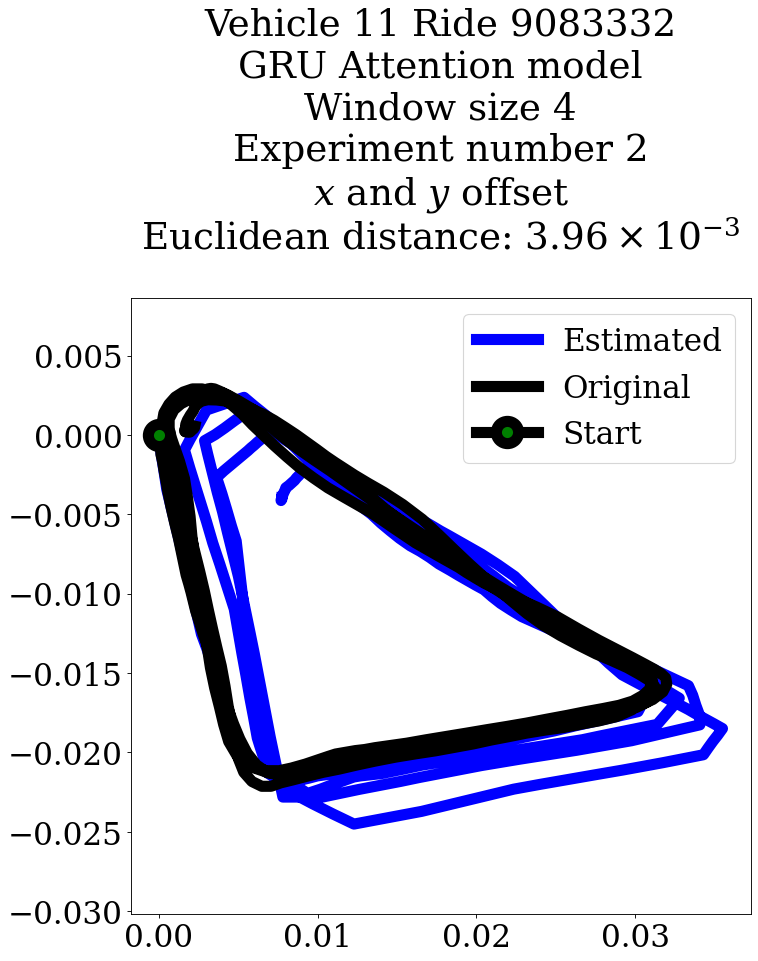 Vehicle 11 Ride 9083332
GRU Attention model
Window size 4
Experiment number 2
x and y offset
Euclidean distance: 3.96 × 10⁻³
Estimated
Original
Start
0.005
0.000
−0.005
−0.010
−0.015
−0.020
−0.025
−0.030
0.00 0.01 0.02 0.03